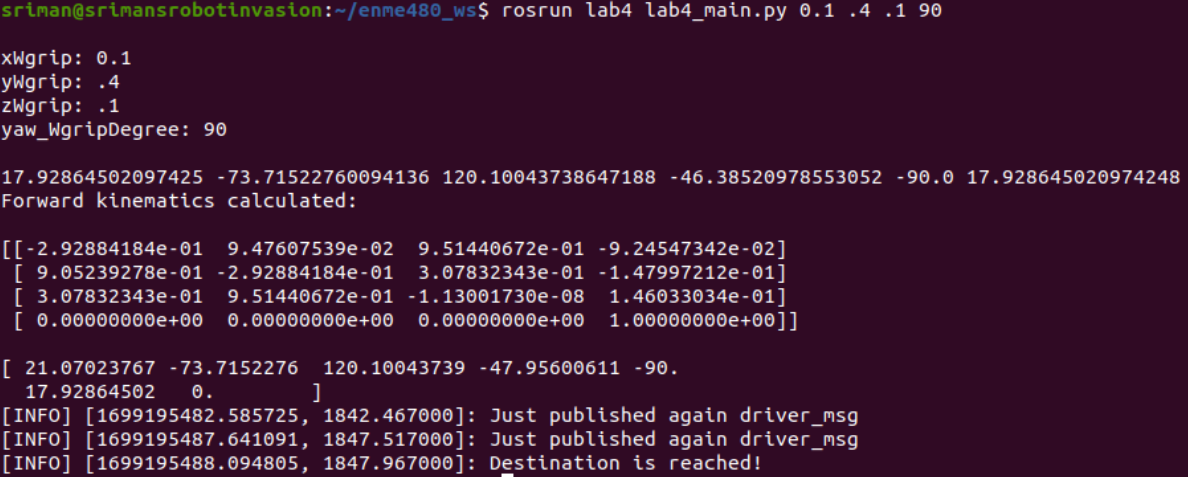 sriman@srimansrobotinvasion:~/enme480_ws$ rosrun lab4 lab4_main.py 0.1 .4 .1 90
xWgrip: 0.1
yWgrip: .4
zWgrip: .1
yaw_WgripDegree: 90
17.92864502097425 -73.71522760094136 120.10043738647188 -46.38520978553052 -90.0 17.928645020974248
Forward kinematics calculated:
[[-2.92884184e-01  9.47607539e-02  9.51440672e-01 -9.24547342e-02]
 [ 9.05239278e-01 -2.92884184e-01  3.07832343e-01 -1.47997212e-01]
 [ 3.07832343e-01  9.51440672e-01 -1.13001730e-08  1.46033034e-01]
 [ 0.00000000e+00  0.00000000e+00  0.00000000e+00  1.00000000e+00]]
[ 21.07023767 -73.7152276  120.10043739 -47.95600611 -90.
  17.92864502   0.        ]
[INFO] [1699195482.585725, 1842.467000]: Just published again driver_msg
[INFO] [1699195487.641091, 1847.517000]: Just published again driver_msg
[INFO] [1699195488.094805, 1847.967000]: Destination is reached!